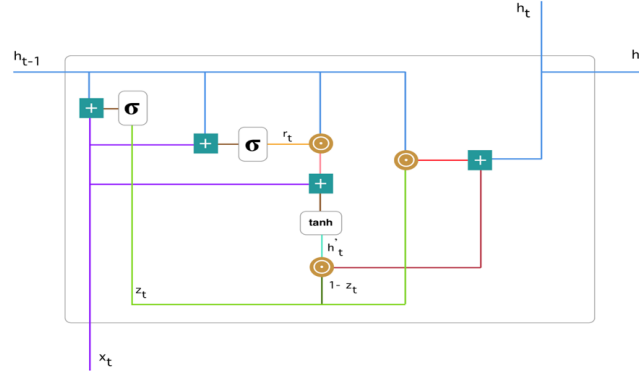 h_t
h_{t-1}
h
+
σ
+
σ
r_t
+
+
tanh
h'_t
z_t
1- z_t
x_t